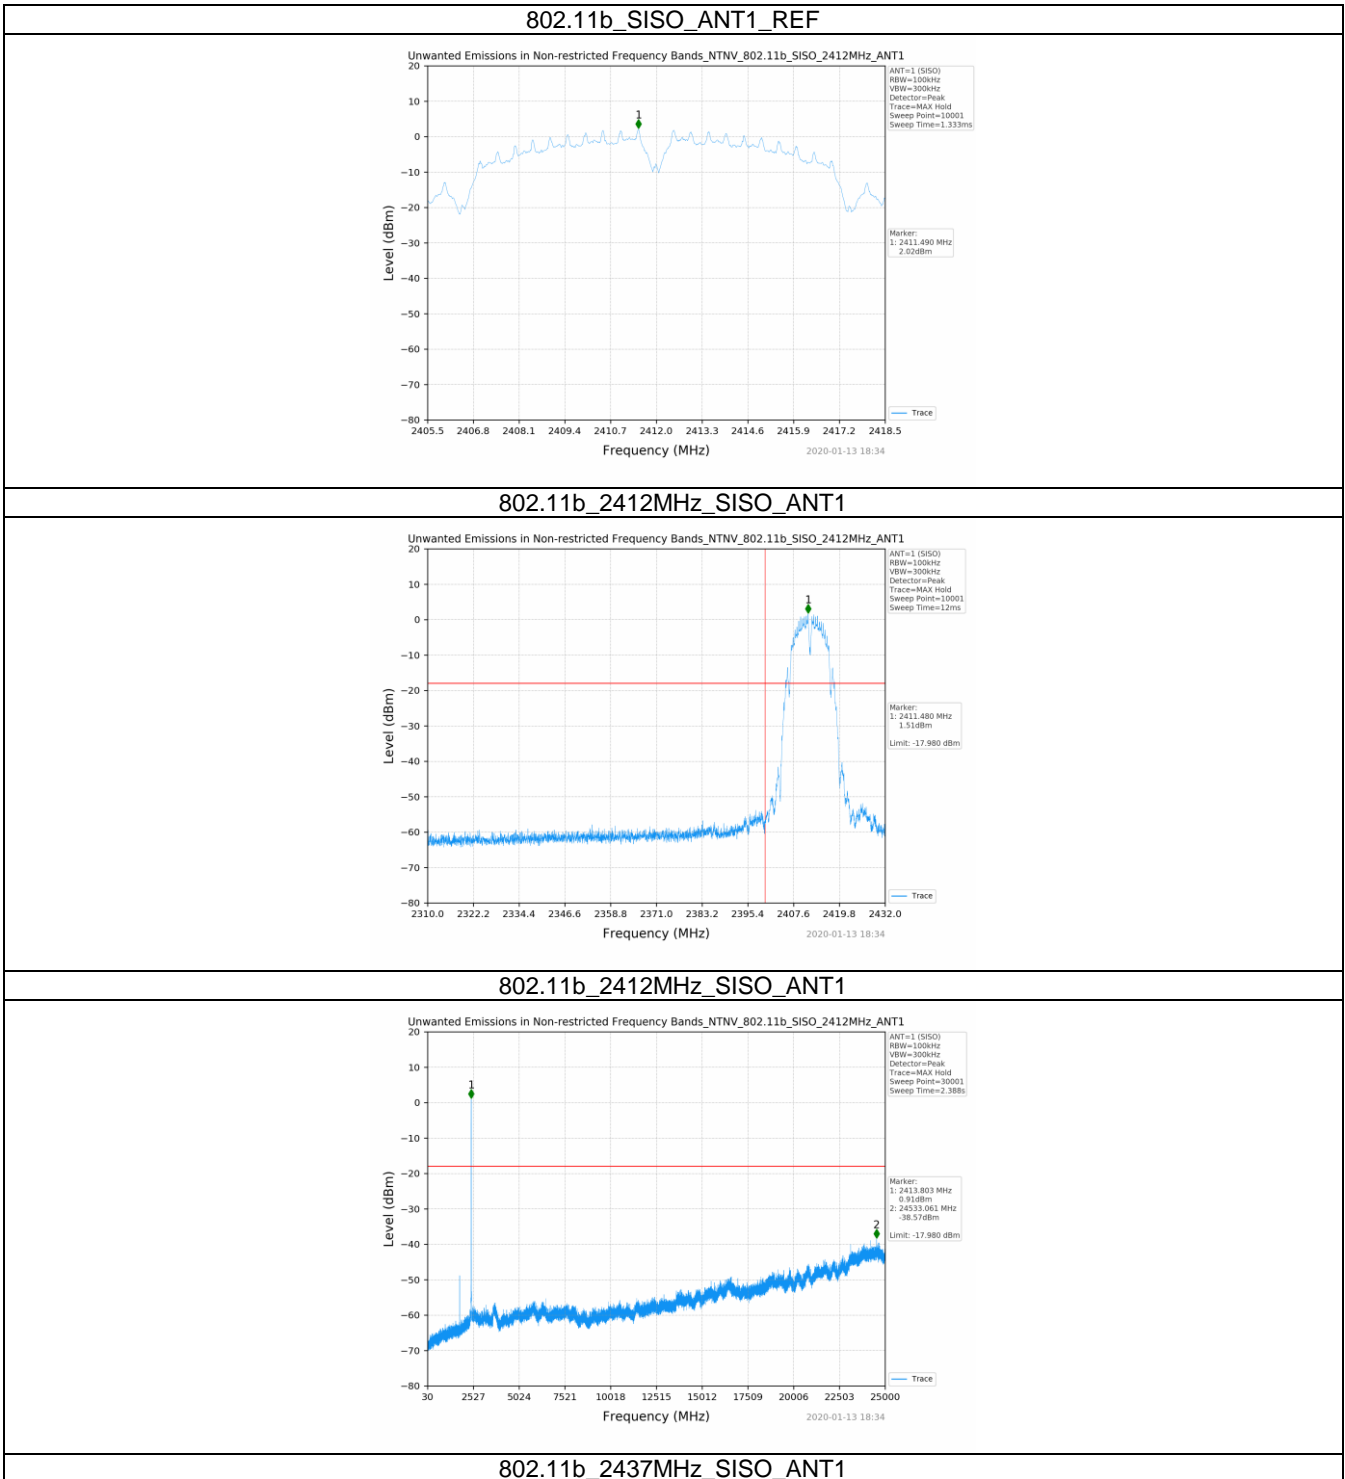 802.11b_SISO_ANT1_REF
Unwanted Emissions in Non-restricted Frequency Bands_NTNV_802.11b_SISO_2412MHz_ANT1
20
10
0
−10
−20
−30
−40
−50
−60
−70
−80
Level (dBm)
1
ANT=1 (SISO)
RBW=100kHz
VBW=300kHz
Detector=Peak
Trace=MAX Hold
Sweep Point=10001
Sweep Time=1.333ms
Marker:
1: 2411.490 MHz
2.02dBm
Trace
2405.5 2406.8 2408.1 2409.4 2410.7 2412.0 2413.3 2414.6 2415.9 2417.2 2418.5
Frequency (MHz)
2020-01-13 18:34
802.11b_2412MHz_SISO_ANT1
Unwanted Emissions in Non-restricted Frequency Bands_NTNV_802.11b_SISO_2412MHz_ANT1
20
10
0
−10
−20
−30
−40
−50
−60
−70
−80
Level (dBm)
1
ANT=1 (SISO)
RBW=100kHz
VBW=300kHz
Detector=Peak
Trace=MAX Hold
Sweep Point=10001
Sweep Time=12ms
Marker:
1: 2411.480 MHz
1.51dBm
Limit: -17.980 dBm
Trace
2310.0 2322.2 2334.4 2346.6 2358.8 2371.0 2383.2 2395.4 2407.6 2419.8 2432.0
Frequency (MHz)
2020-01-13 18:34
802.11b_2412MHz_SISO_ANT1
Unwanted Emissions in Non-restricted Frequency Bands_NTNV_802.11b_SISO_2412MHz_ANT1
20
10
0
−10
−20
−30
−40
−50
−60
−70
−80
Level (dBm)
1
2
ANT=1 (SISO)
RBW=100kHz
VBW=300kHz
Detector=Peak
Trace=MAX Hold
Sweep Point=30001
Sweep Time=2.388s
Marker:
1: 2413.803 MHz
0.91dBm
2: 24533.061 MHz
-38.57dBm
Limit: -17.980 dBm
Trace
30 2527 5024 7521 10018 12515 15012 17509 20006 22503 25000
Frequency (MHz)
2020-01-13 18:34
802.11b_2437MHz_SISO_ANT1